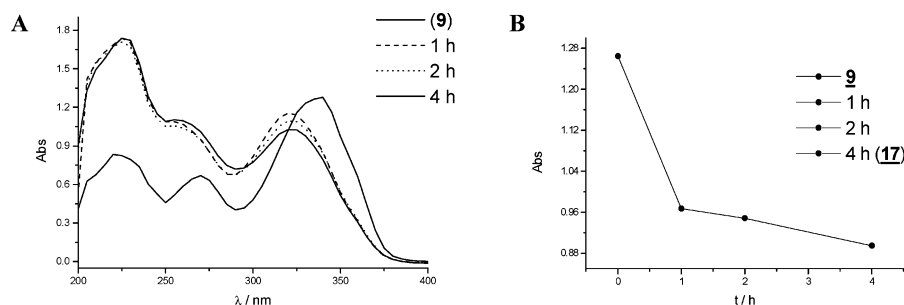 A
Abs
1.8
1.5
1.2
0.9
0.6
0.3
0.0
200
250
300
350
400
λ / nm
(9)
1 h
2 h
4 h
B
Abs
1.28
1.20
1.12
1.04
0.96
0.88
0
1
2
3
4
t / h
9
1 h
2 h
4 h (17)